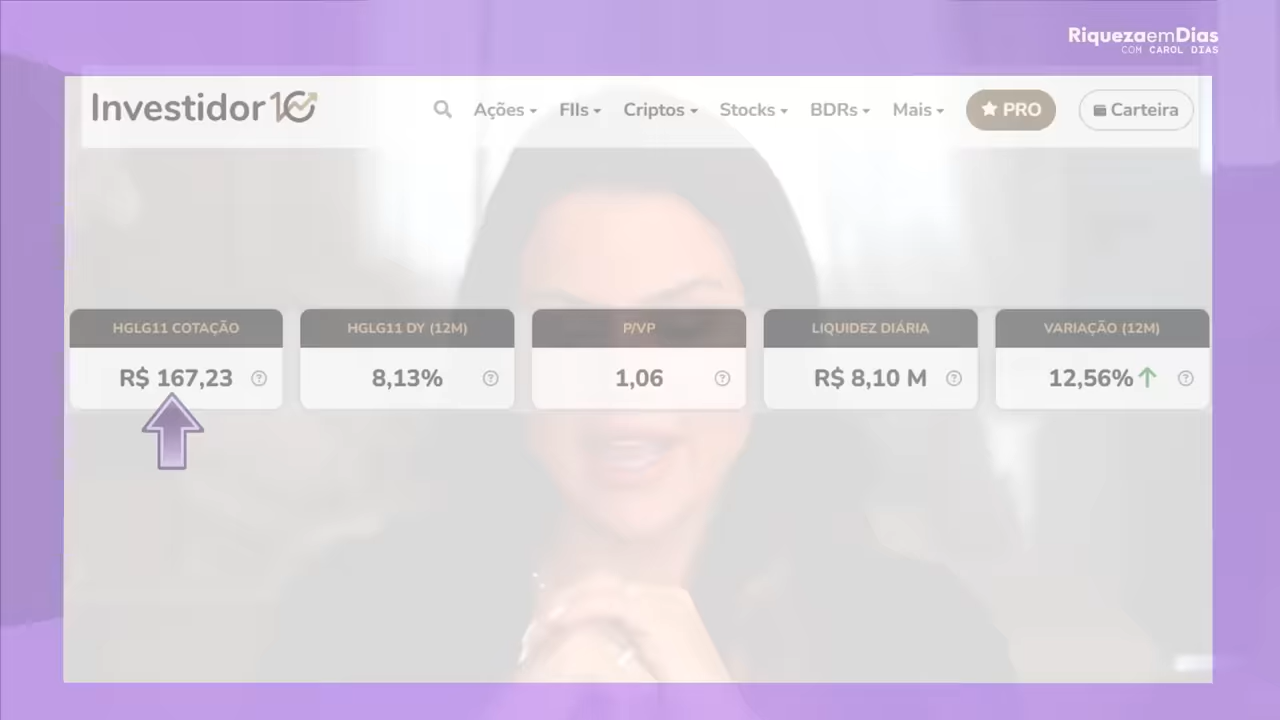 RiquezaemDias
COM CAROL DIAS
Investidor10
Ações FIIs Criptos Stocks BDRs Mais PRO Carteira
HGLG11 COTAÇÃO HGLG11 DY (12M) P/VP LIQUIDEZ DIÁRIA VARIAÇÃO (12M)
R$ 167,23 8,13% 1,06 R$ 8,10 M 12,56%